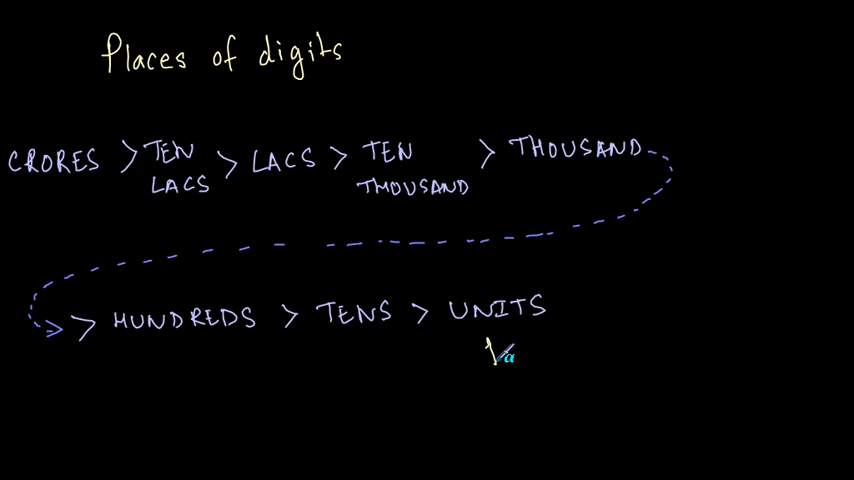 Places of digits
CRORES > TEN LACS > LACS > TEN THOUSAND > THOUSAND
> HUNDREDS > TENS > UNITS